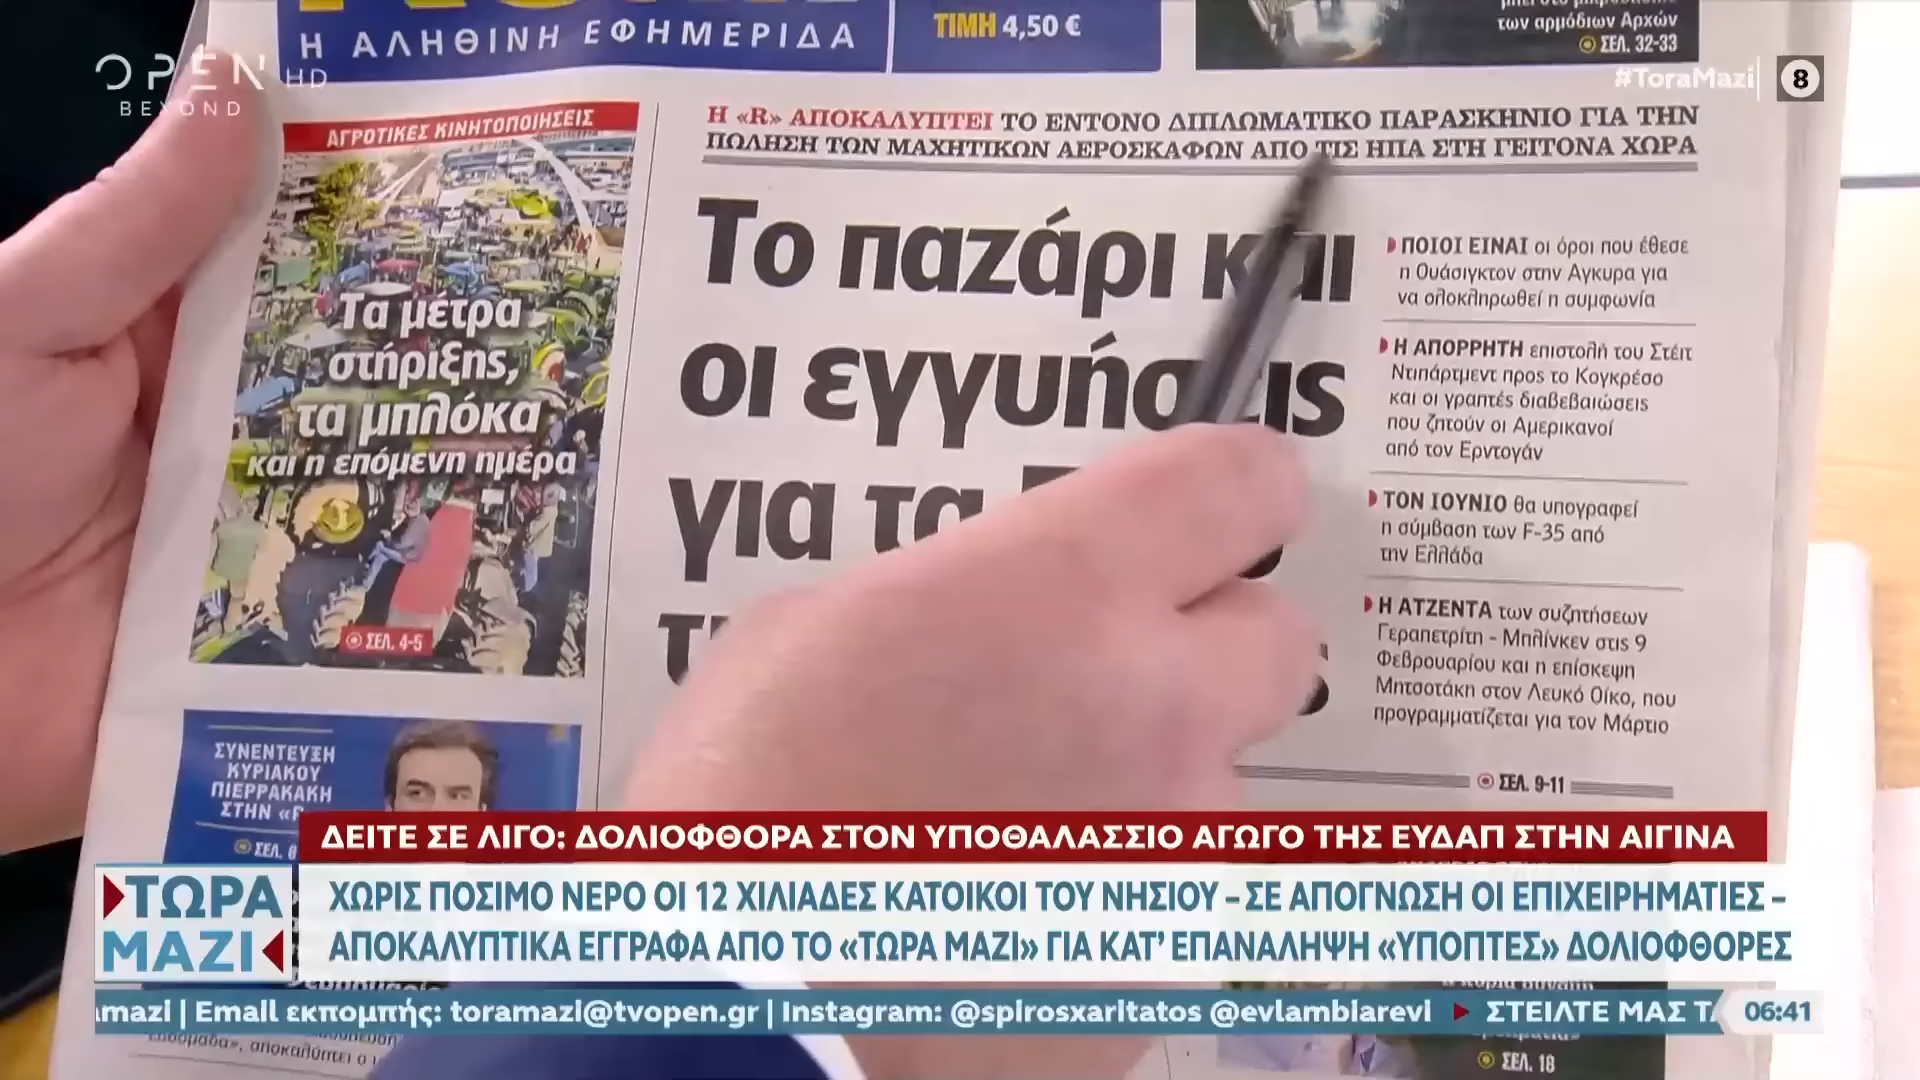 Η ΑΛΗΘΙΝΗ ΕΦΗΜΕΡΙΔΑ
ΤΙΜΗ 4,50 €
των αρμόδιων Αρχών
ΣΕΛ. 32-33
OPEN HD
BEYOND
#ToraMazi
8
ΑΓΡΟΤΙΚΕΣ ΚΙΝΗΤΟΠΟΙΗΣΕΙΣ
Τα μέτρα
στήριξης,
τα μπλόκα
και η επόμενη ημέρα
ΣΕΛ. 4-5
Η «R» ΑΠΟΚΑΛΥΠΤΕΙ ΤΟ ΕΝΤΟΝΟ ΔΙΠΛΩΜΑΤΙΚΟ ΠΑΡΑΣΚΗΝΙΟ ΓΙΑ ΤΗΝ
ΠΩΛΗΣΗ ΤΩΝ ΜΑΧΗΤΙΚΩΝ ΑΕΡΟΣΚΑΦΩΝ ΑΠΟ ΤΙΣ ΗΠΑ ΣΤΗ ΓΕΙΤΟΝΑ ΧΩΡΑ
Το παζάρι και
οι εγγυήσεις
για τα
ΠΟΙΟΙ ΕΙΝΑΙ οι όροι που έθεσε
η Ουάσιγκτον στην Αγκυρα για
να ολοκληρωθεί η συμφωνία
Η ΑΠΟΡΡΗΤΗ επιστολή του Στέιτ
Ντιπάρτμεντ προς το Κογκρέσο
και οι γραπτές διαβεβαιώσεις
που ζητούν οι Αμερικανοί
από τον Ερντογάν
ΤΟΝ ΙΟΥΝΙΟ θα υπογραφεί
η σύμβαση των F-35 από
την Ελλάδα
Η ΑΤΖΕΝΤΑ των συζητήσεων
Γεραπετρίτη - Μπλίνκεν στις 9
Φεβρουαρίου και η επίσκεψη
Μητσοτάκη στον Λευκό Οίκο, που
προγραμματίζεται για τον Μάρτιο
ΣΕΛ. 9-11
ΣΥΝΕΝΤΕΥΞΗ
ΚΥΡΙΑΚΟΥ
ΠΙΕΡΡΑΚΑΚΗ
ΣΤΗΝ «R
ΣΕΛ.
ΔΕΙΤΕ ΣΕ ΛΙΓΟ: ΔΟΛΙΟΦΘΟΡΑ ΣΤΟΝ ΥΠΟΘΑΛΑΣΣΙΟ ΑΓΩΓΟ ΤΗΣ ΕΥΔΑΠ ΣΤΗΝ ΑΙΓΙΝΑ
ΤΩΡΑ
ΜΑΖΙ
ΧΩΡΙΣ ΠΟΣΙΜΟ ΝΕΡΟ ΟΙ 12 ΧΙΛΙΑΔΕΣ ΚΑΤΟΙΚΟΙ ΤΟΥ ΝΗΣΙΟΥ – ΣΕ ΑΠΟΓΝΩΣΗ ΟΙ ΕΠΙΧΕΙΡΗΜΑΤΙΕΣ –
ΑΠΟΚΑΛΥΠΤΙΚΑ ΕΓΓΡΑΦΑ ΑΠΟ ΤΟ «ΤΩΡΑ ΜΑΖΙ» ΓΙΑ ΚΑΤ' ΕΠΑΝΑΛΗΨΗ «ΥΠΟΠΤΕΣ» ΔΟΛΙΟΦΘΟΡΕΣ
mazi | Email εκπομπής: toramazi@tvopen.gr | Instagram: @spirosxaritatos @evlambiarevi ▶ ΣΤΕΙΛΤΕ ΜΑΣ ΤΑ
06:41
αποκαλύπτει ο
ΣΕΛ. 18